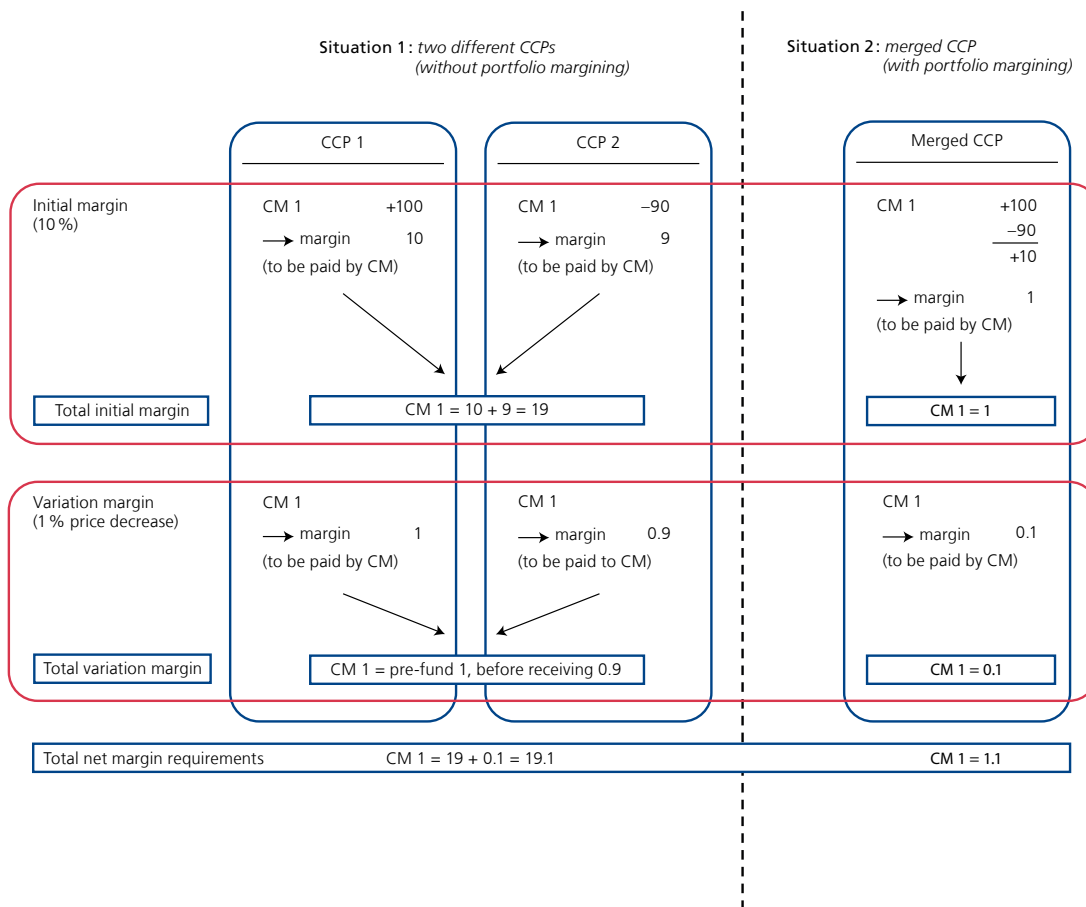 Situation 1: two different CCPs
(without portfolio margining)
Situation 2: merged CCP
(with portfolio margining)
CCP 1
CCP 2
Merged CCP
Initial margin
(10 %)
CM 1 +100
margin 10
(to be paid by CM)
CM 1 –90
margin 9
(to be paid by CM)
CM 1 +100
–90
+10
margin 1
(to be paid by CM)
Total initial margin
CM 1 = 10 + 9 = 19
CM 1 = 1
Variation margin
(1 % price decrease)
CM 1
margin 1
(to be paid by CM)
CM 1
margin 0.9
(to be paid to CM)
CM 1
margin 0.1
(to be paid by CM)
Total variation margin
CM 1 = pre-fund 1, before receiving 0.9
CM 1 = 0.1
Total net margin requirements
CM 1 = 19 + 0.1 = 19.1
CM 1 = 1.1